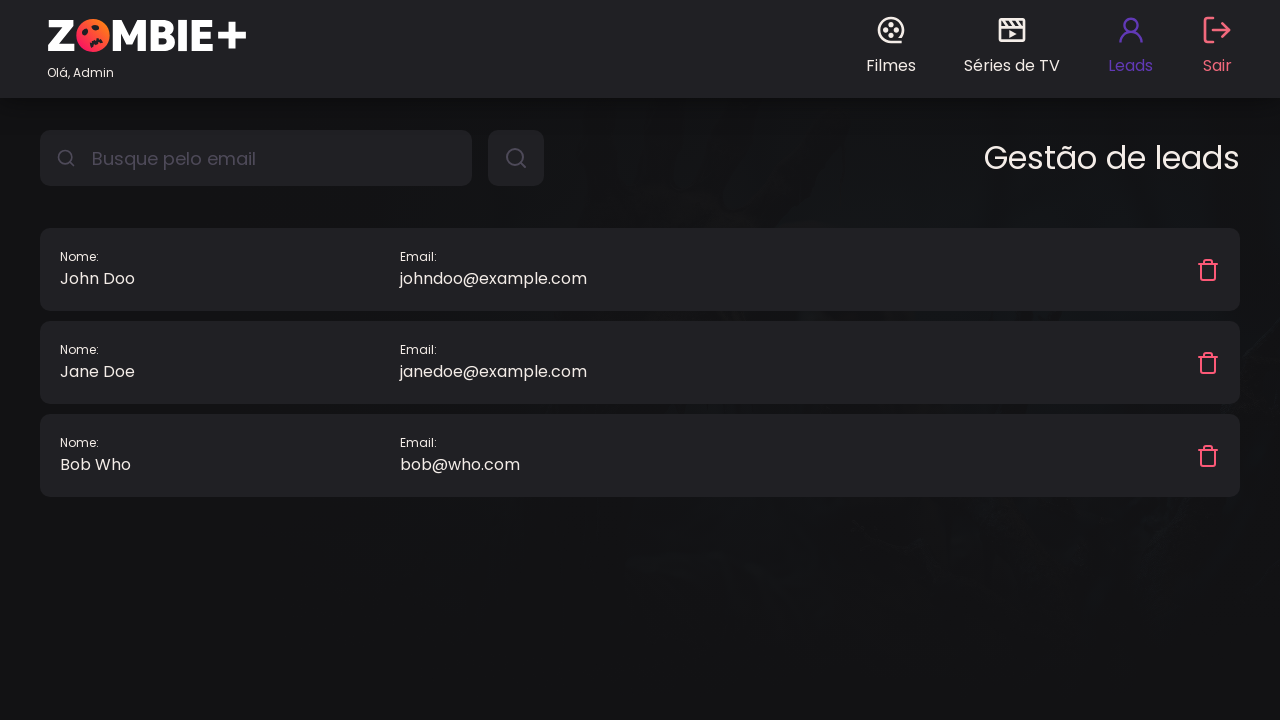 ZOMBIE+
Olá, Admin
Filmes
Séries de TV
Leads
Sair
Busque pelo email
Gestão de leads
Nome:
John Doo
Email:
johndoo@example.com
Nome:
Jane Doe
Email:
janedoe@example.com
Nome:
Bob Who
Email:
bob@who.com